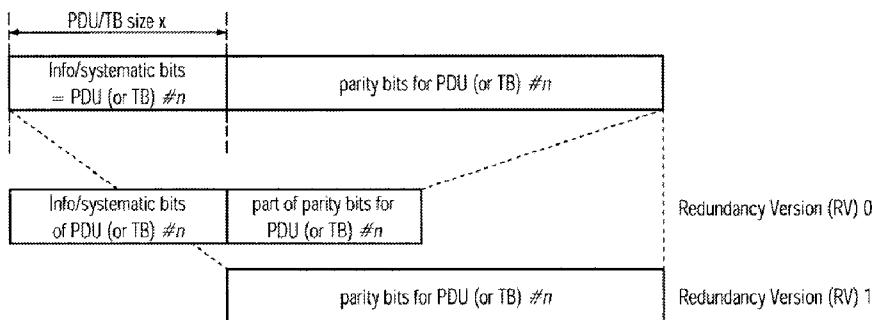 PDU/TB size x
Info/systematic bits
= PDU (or TB) #n
parity bits for PDU (or TB) #n
Info/systematic bits
of PDU (or TB) #n
part of parity bits for
PDU (or TB) #n
Redundancy Version (RV) 0
parity bits for PDU (or TB) #n
Redundancy Version (RV) 1